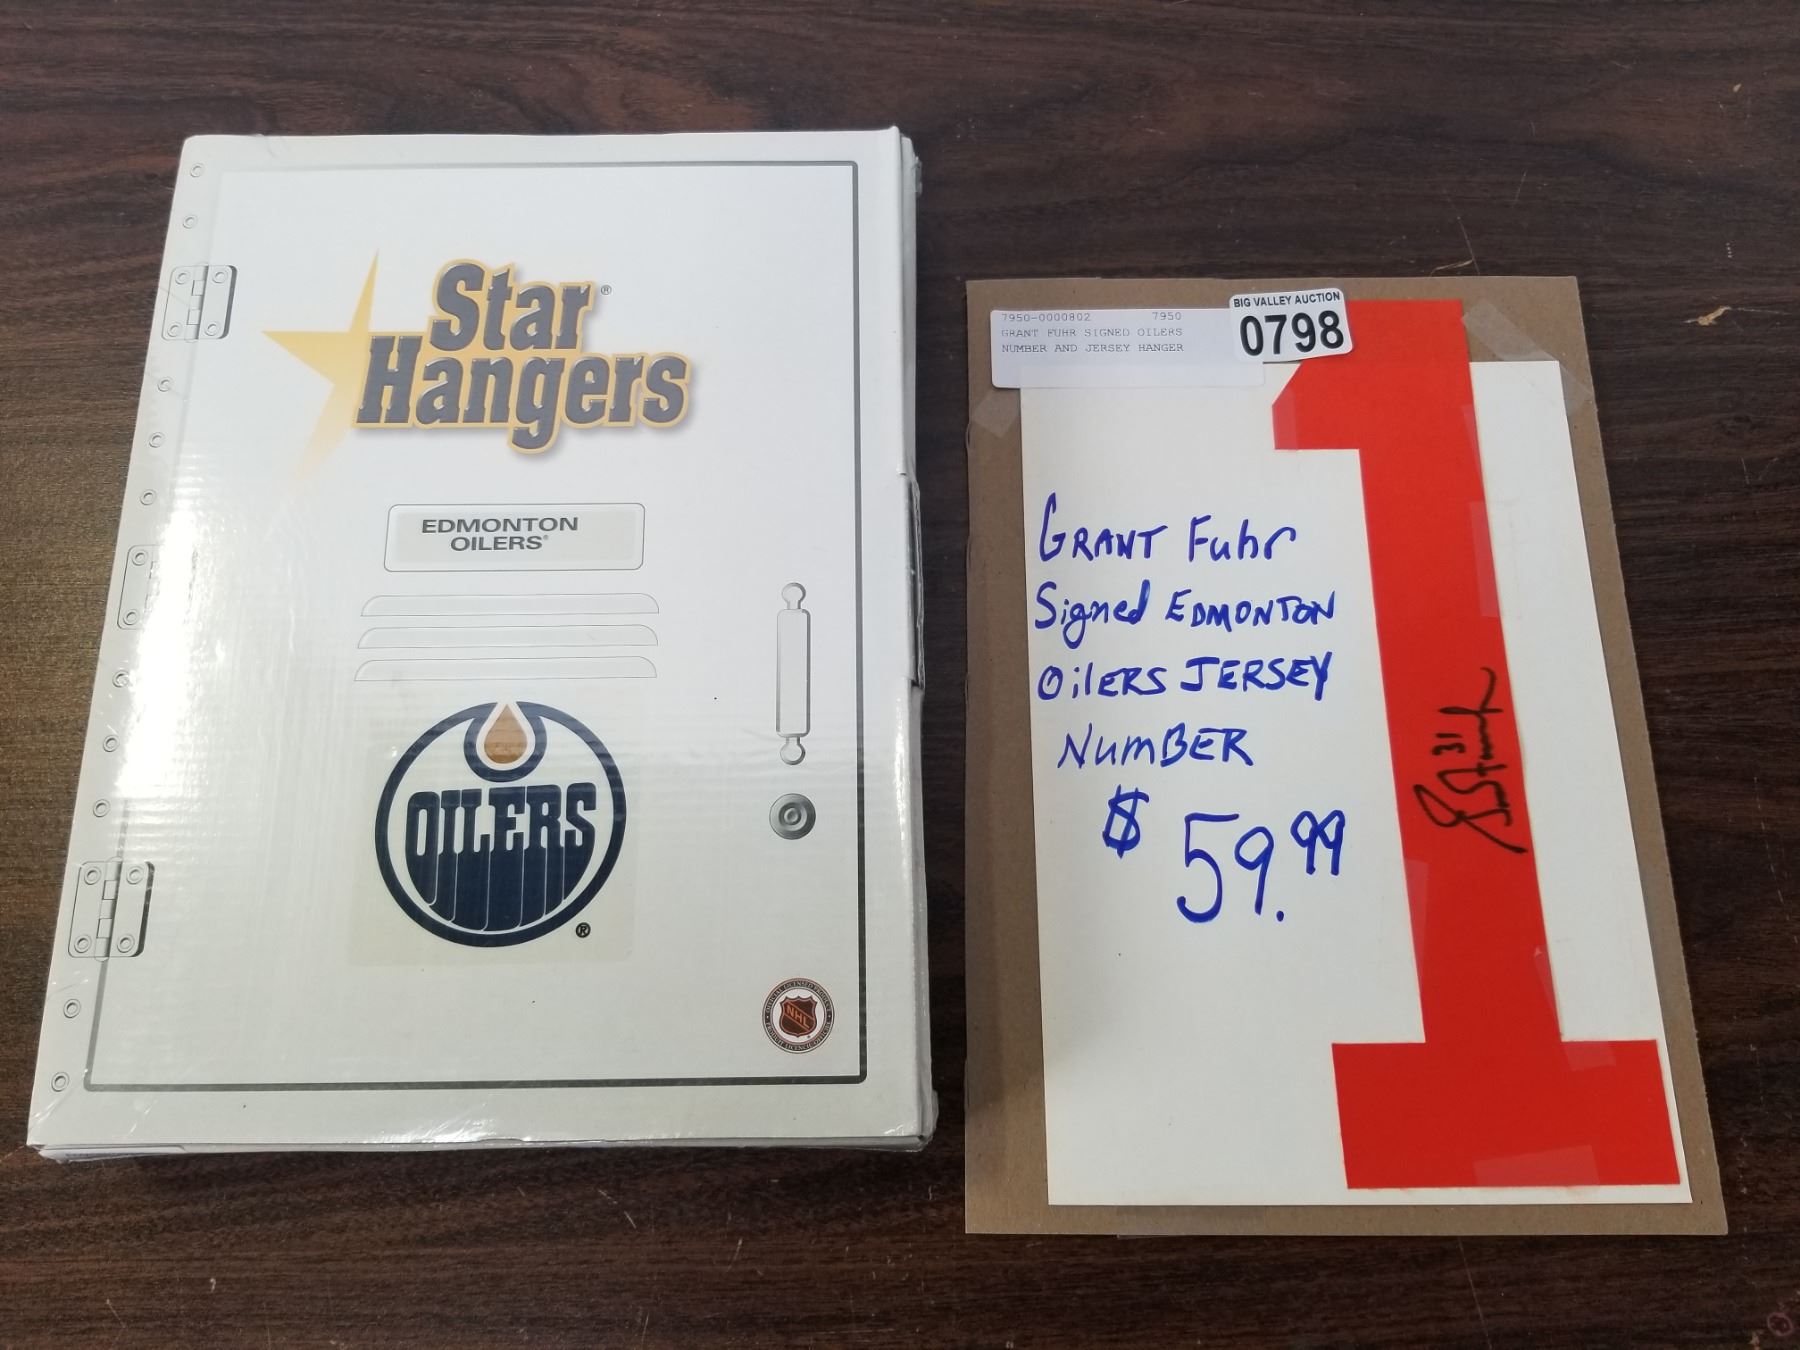 Star®
Hangers
EDMONTON
OILERS®
OILERS
®
NHL
BIG VALLEY AUCTION
0798
7950-0000802 7950
GRANT FUHR SIGNED OILERS
NUMBER AND JERSEY HANGER
GRANT Fuhr
Signed EDMONTON
OilERS JERSEY
NumBER
$ 59.99
31